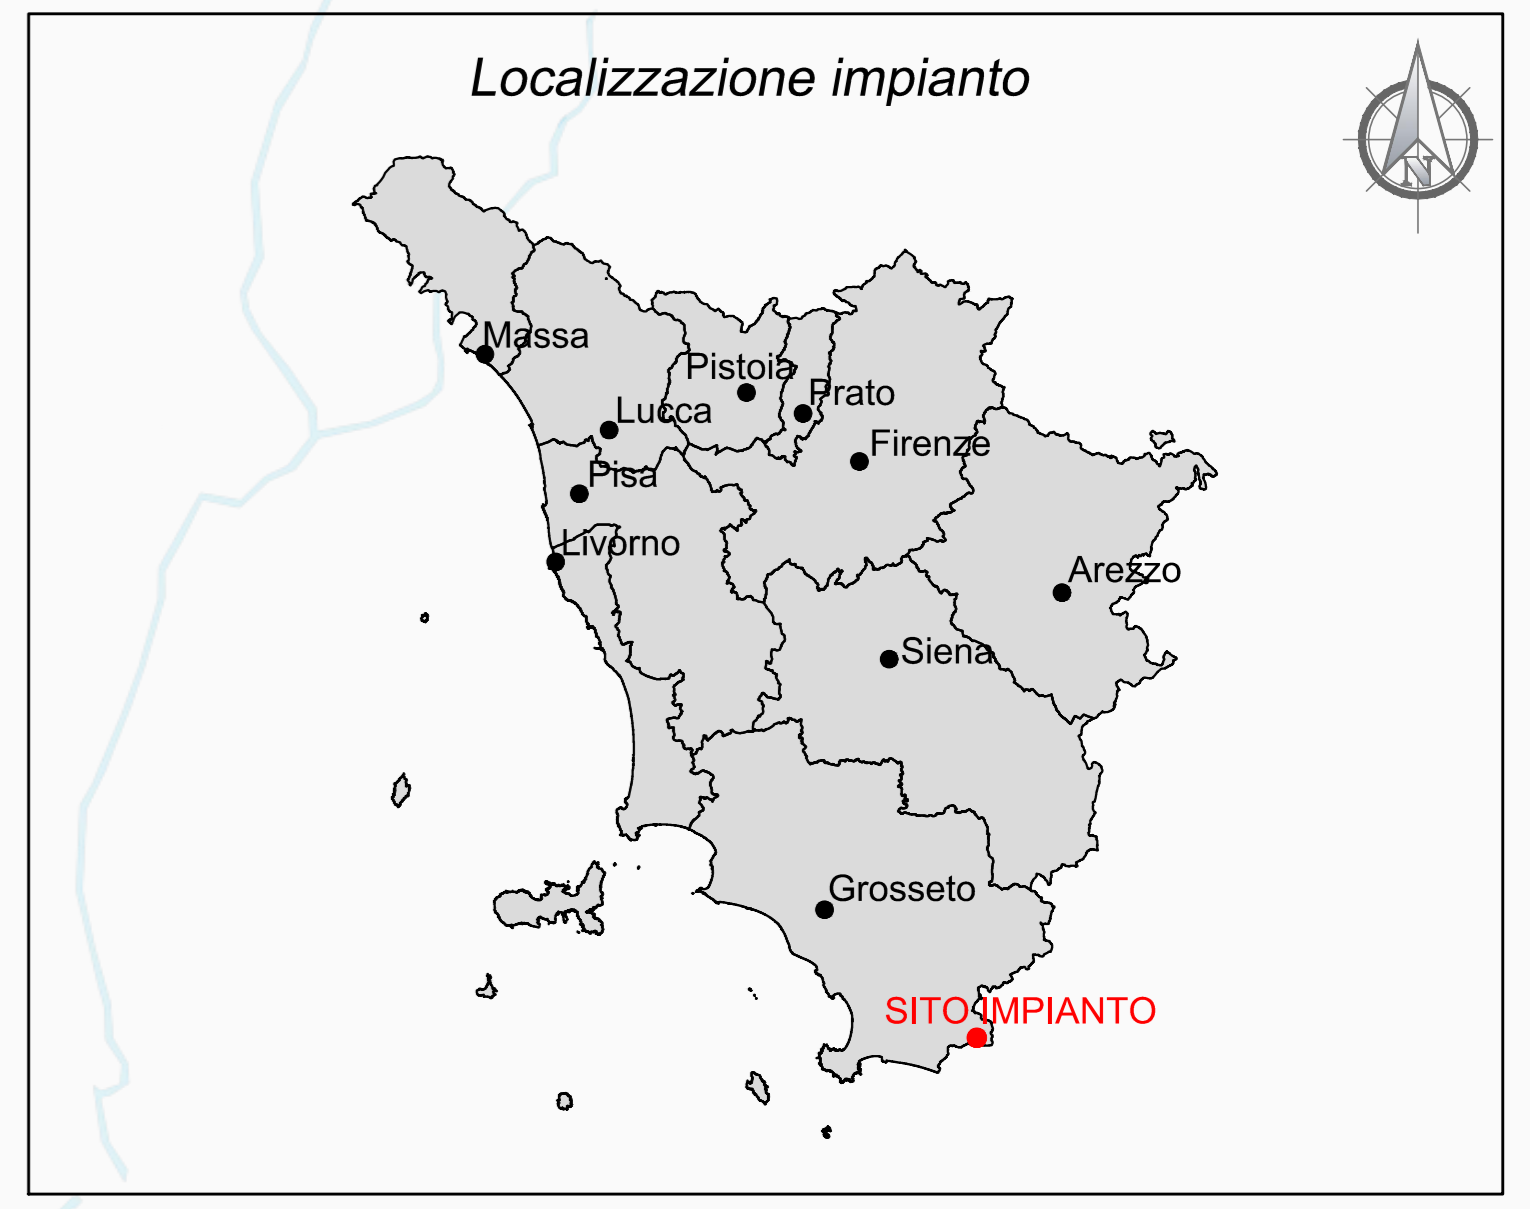 Localizzazione impianto
N
Massa
Pistoia
Prato
Lucca
Firenze
Pisa
Livorno
Arezzo
Siena
Grosseto
SITO IMPIANTO